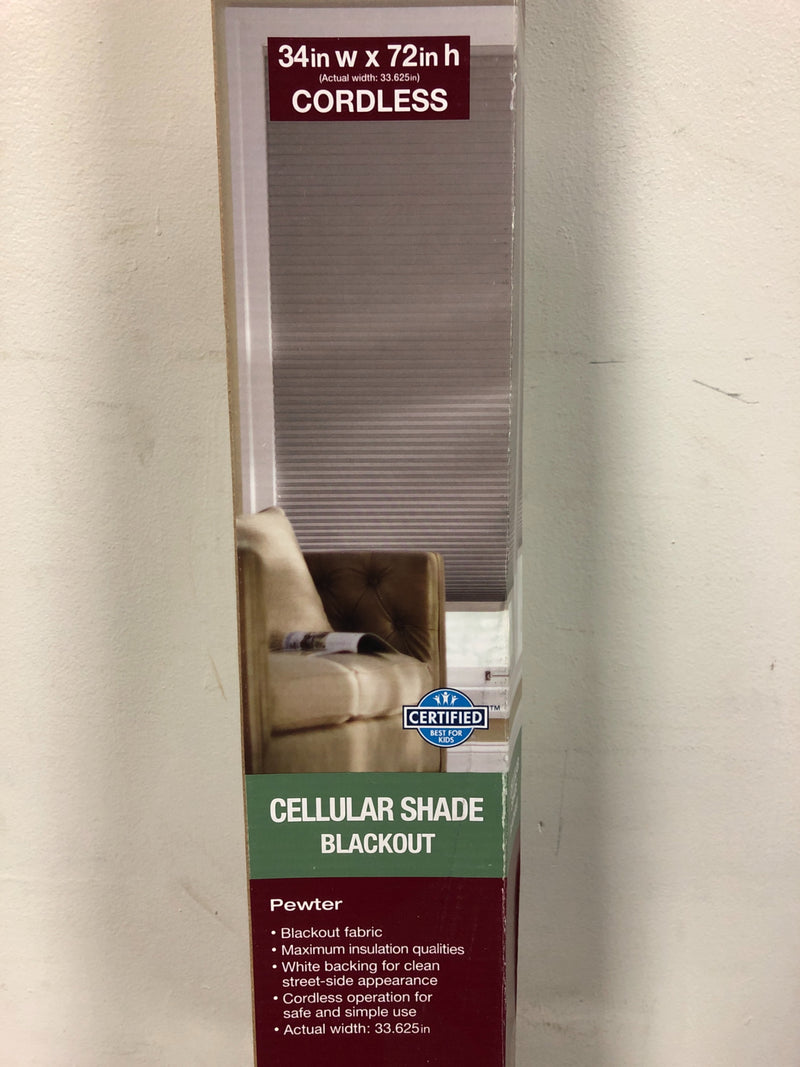 34in w x 72in h
(Actual width: 33.625in)
CORDLESS
CERTIFIED™
BEST FOR
KIDS
CELLULAR SHADE
BLACKOUT
Pewter
• Blackout fabric
• Maximum insulation qualities
• White backing for clean
street-side appearance
• Cordless operation for
safe and simple use
• Actual width: 33.625in